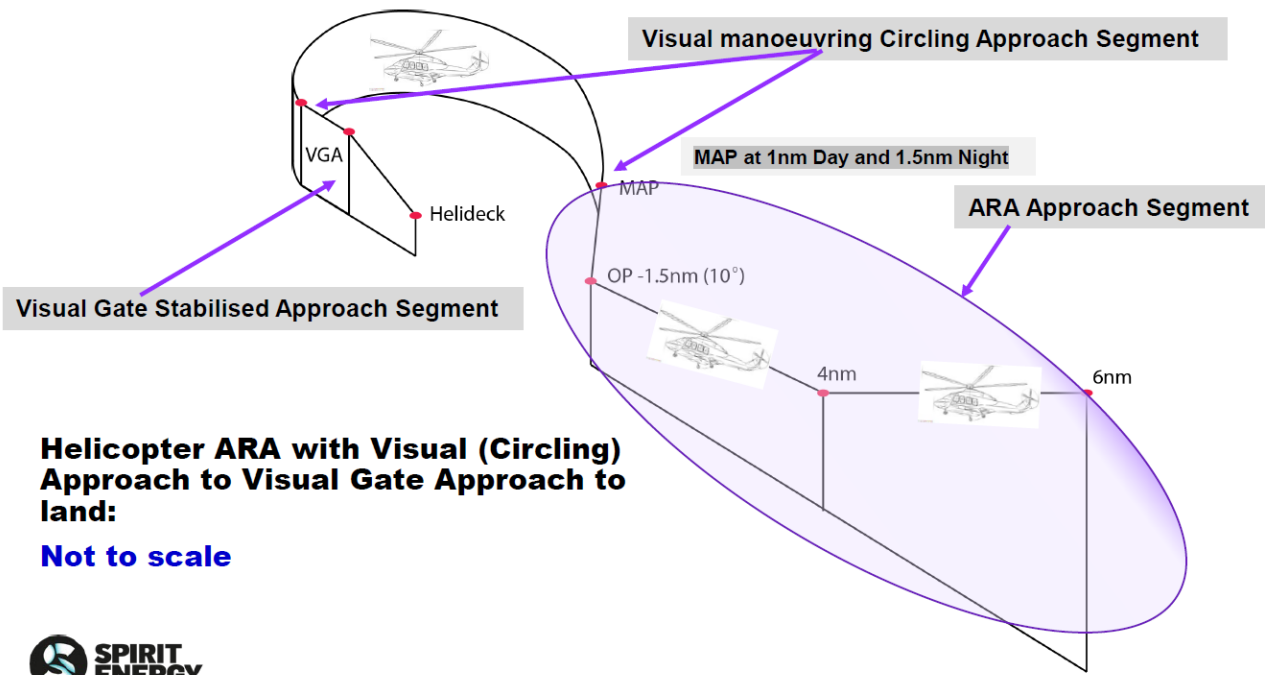 Visual manoeuvring Circling Approach Segment
VGA
MAP at 1nm Day and 1.5nm Night
MAP
ARA Approach Segment
Helideck
OP -1.5nm (10°)
Visual Gate Stabilised Approach Segment
4nm
6nm
Helicopter ARA with Visual (Circling)
Approach to Visual Gate Approach to
land:
Not to scale
SPIRIT
ENERGY